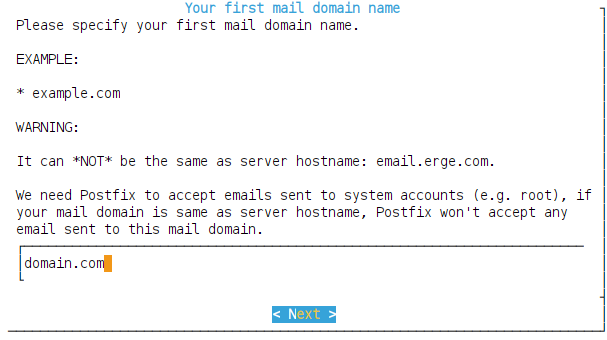 Your first mail domain name
Please specify your first mail domain name.
EXAMPLE:
* example.com
WARNING:
It can *NOT* be the same as server hostname: email.erge.com.
We need Postfix to accept emails sent to system accounts (e.g. root), if
your mail domain is same as server hostname, Postfix won't accept any
email sent to this mail domain.
domain.com
< Next >